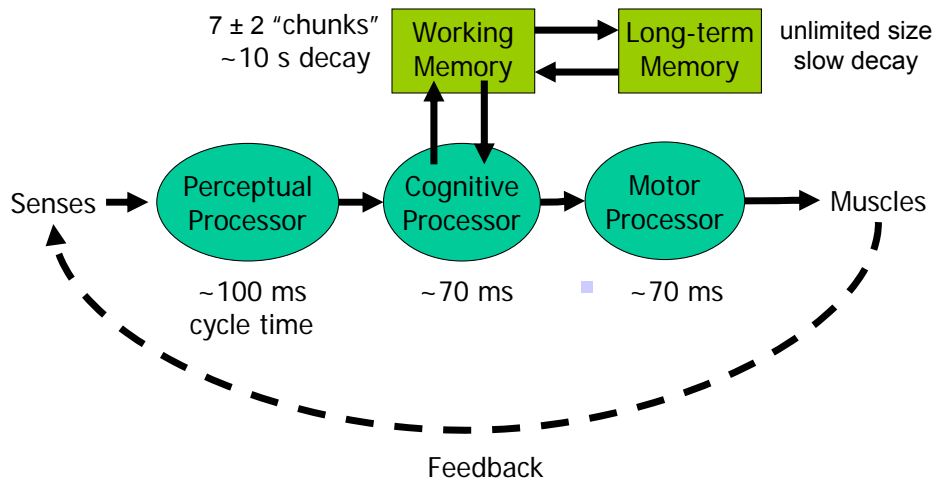 7 ± 2 “chunks”
~10 s decay
Working
Memory
Long-term
Memory
unlimited size
slow decay
Senses
Perceptual
Processor
Cognitive
Processor
Motor
Processor
Muscles
~100 ms
cycle time
~70 ms
~70 ms
Feedback